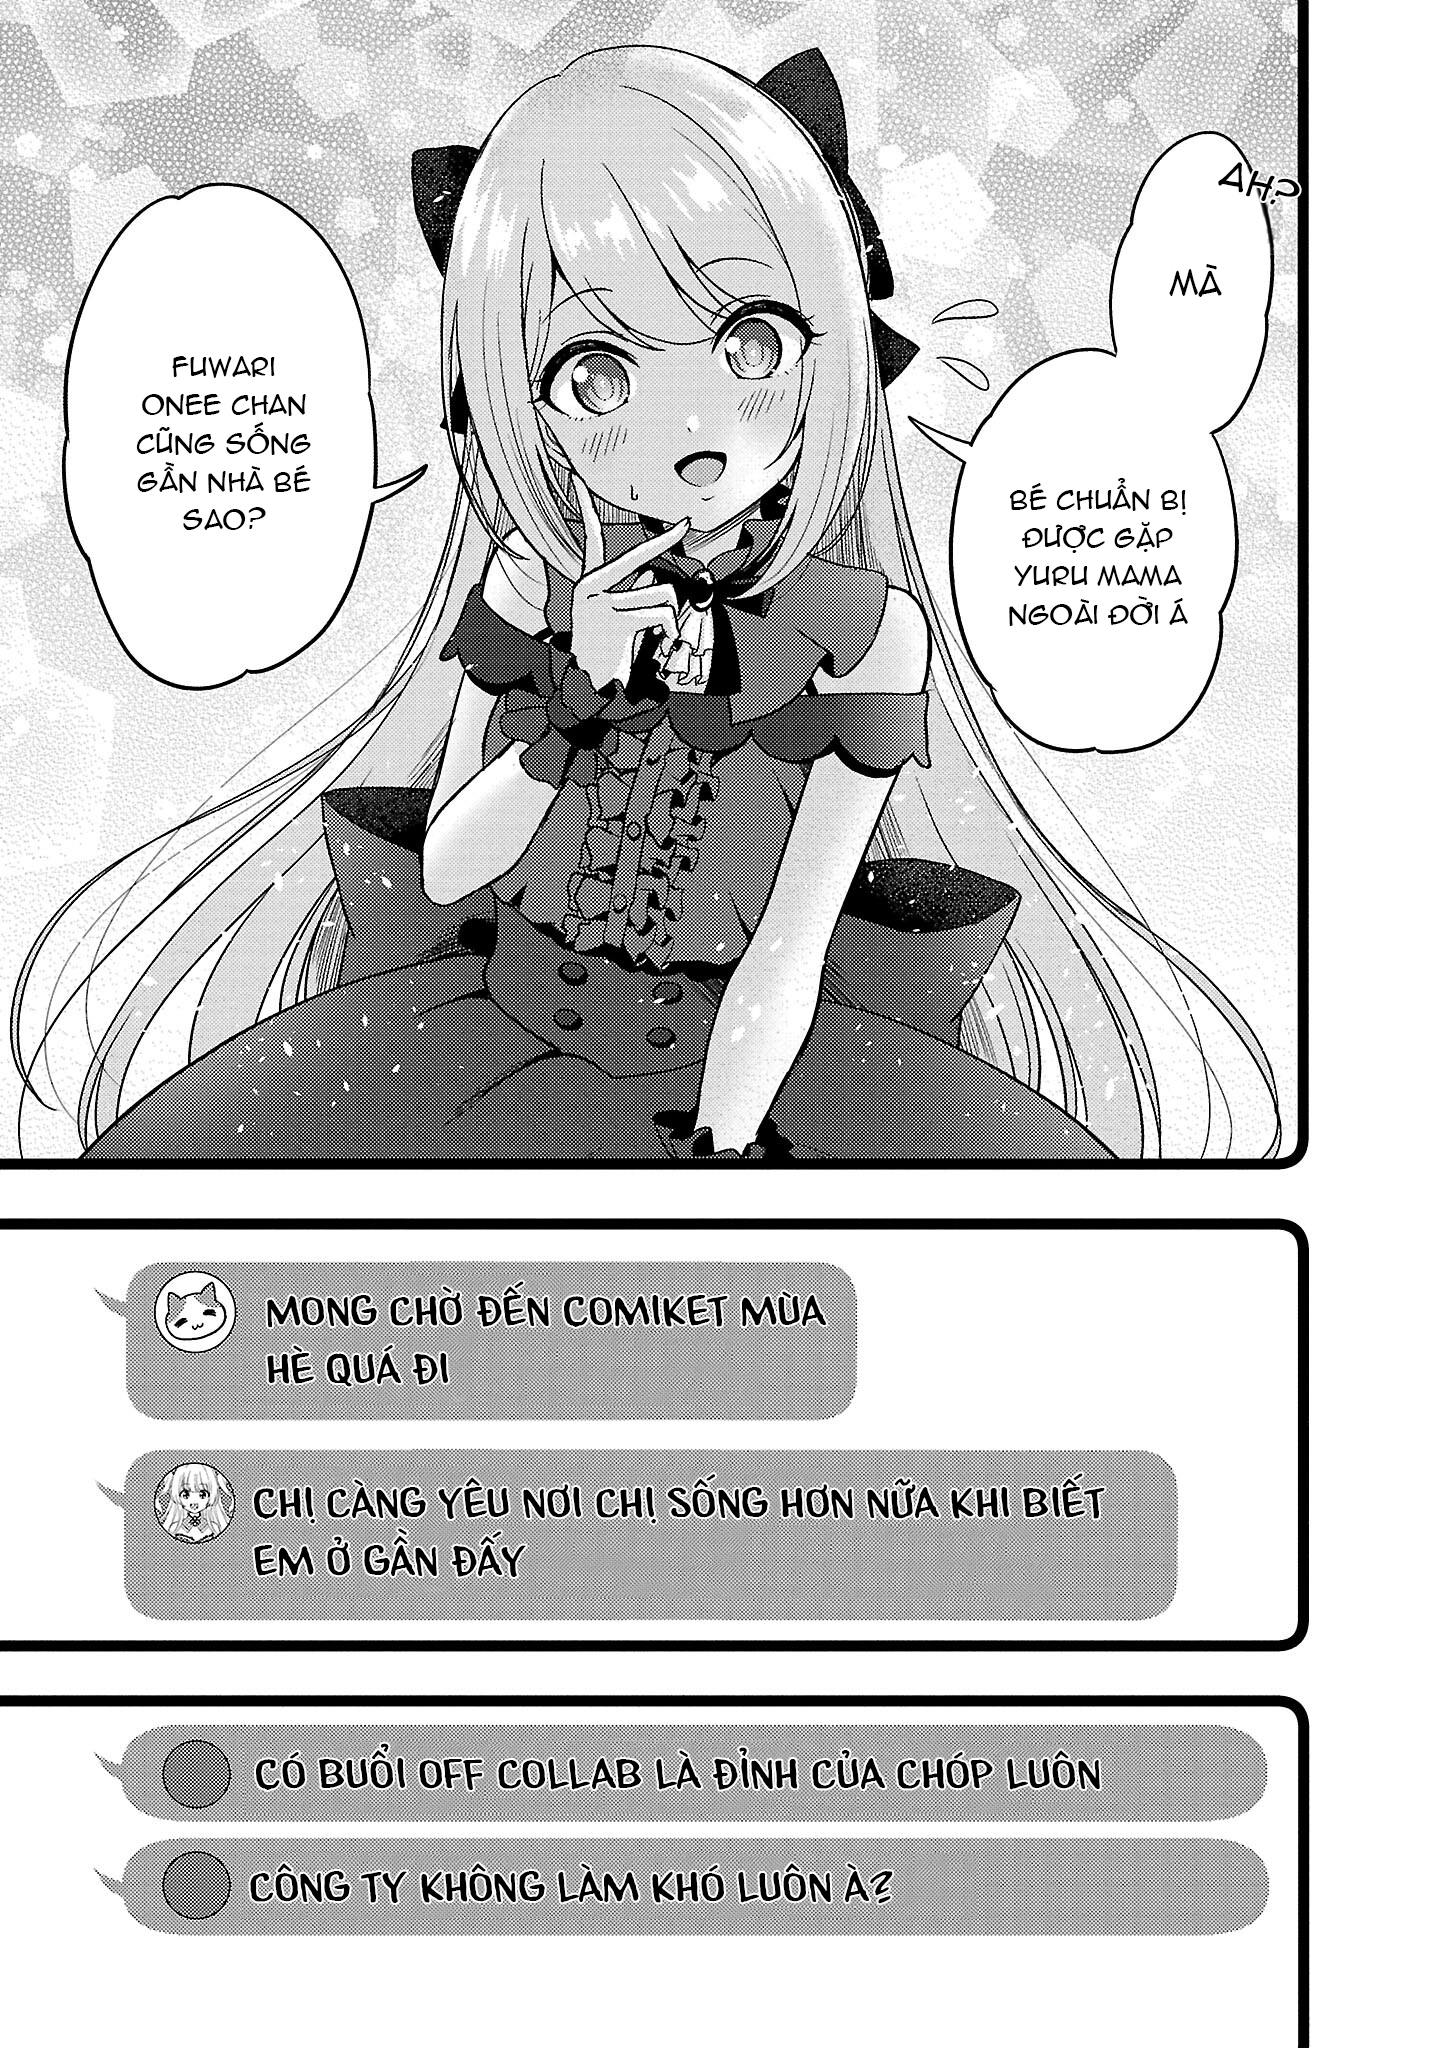 AH?
MÀ
BÉ CHUẨN BỊ
ĐƯỢC GẶP
YURU MAMA
NGOÀI ĐỜI Á
FUWARI
ONEE CHAN
CŨNG SỐNG
GẦN NHÀ BÉ
SAO?
MONG CHỜ ĐẾN COMIKET MÙA
HÈ QUÁ ĐI
CHỊ CÀNG YÊU NƠI CHỊ SỐNG HƠN NỮA KHI BIẾT
EM Ở GẦN ĐẤY
CÓ BUỔI OFF COLLAB LÀ ĐỈNH CỦA CHÓP LUÔN
CÔNG TY KHÔNG LÀM KHÓ LUÔN À?